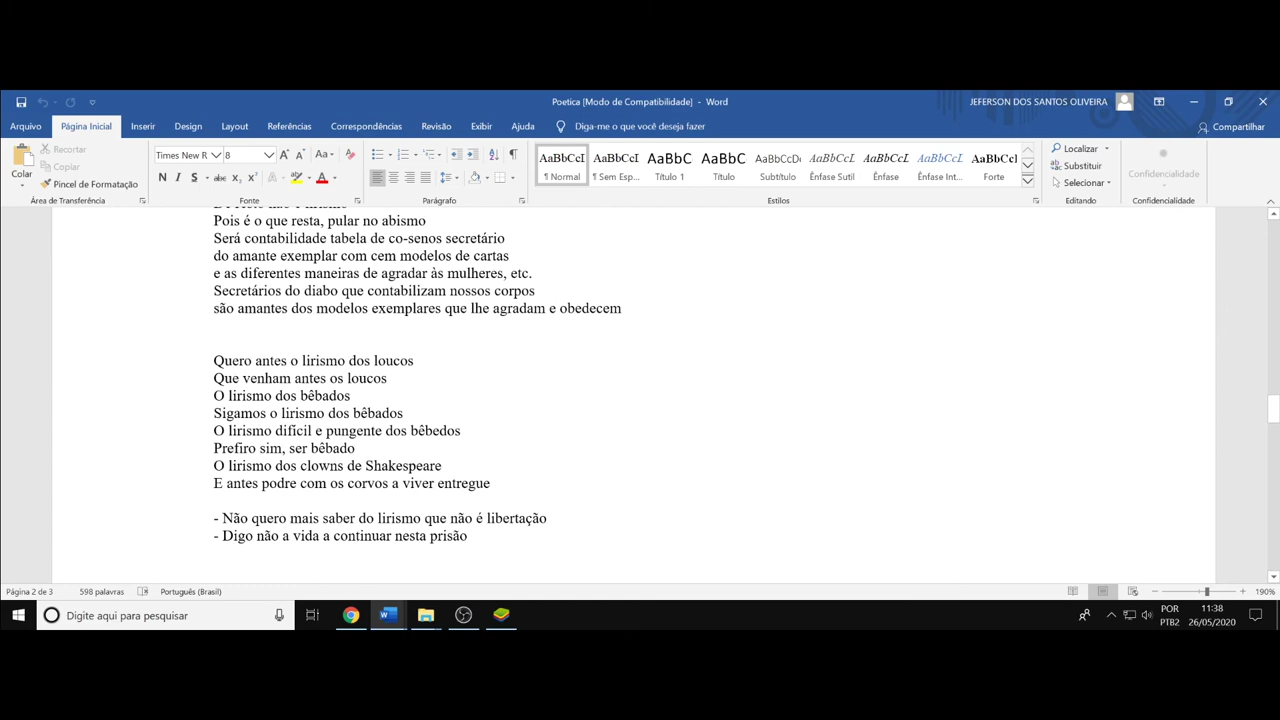 Poetica [Modo de Compatibilidade] - Word
JEFERSON DOS SANTOS OLIVEIRA
Arquivo
Página Inicial
Inserir
Design
Layout
Referências
Correspondências
Revisão
Exibir
Ajuda
Diga-me o que você deseja fazer
Compartilhar
Colar
Recortar
Copiar
Pincel de Formatação
Área de Transferência
Times New R
8
N I S abc x₂ x²
Fonte
Parágrafo
AaBbCcI AaBbCcI AaBbC AaBbC AaBbCcD AaBbCcL AaBbCcL AaBbCcL AaBbCcI
¶ Normal ¶ Sem Esp... Título 1 Título Subtítulo Ênfase Sutil Ênfase Ênfase Int... Forte
Estilos
Localizar
Substituir
Selecionar
Editando
Confidencialidade
Confidencialidade
Pois é o que resta, pular no abismo
Será contabilidade tabela de co-senos secretário
do amante exemplar com cem modelos de cartas
e as diferentes maneiras de agradar às mulheres, etc.
Secretários do diabo que contabilizam nossos corpos
são amantes dos modelos exemplares que lhe agradam e obedecem
Quero antes o lirismo dos loucos
Que venham antes os loucos
O lirismo dos bêbados
Sigamos o lirismo dos bêbados
O lirismo difícil e pungente dos bêbedos
Prefiro sim, ser bêbado
O lirismo dos clowns de Shakespeare
E antes podre com os corvos a viver entregue
- Não quero mais saber do lirismo que não é libertação
- Digo não a vida a continuar nesta prisão
Página 2 de 3
598 palavras
Português (Brasil)
190%
Digite aqui para pesquisar
POR
PTB2
11:38
26/05/2020